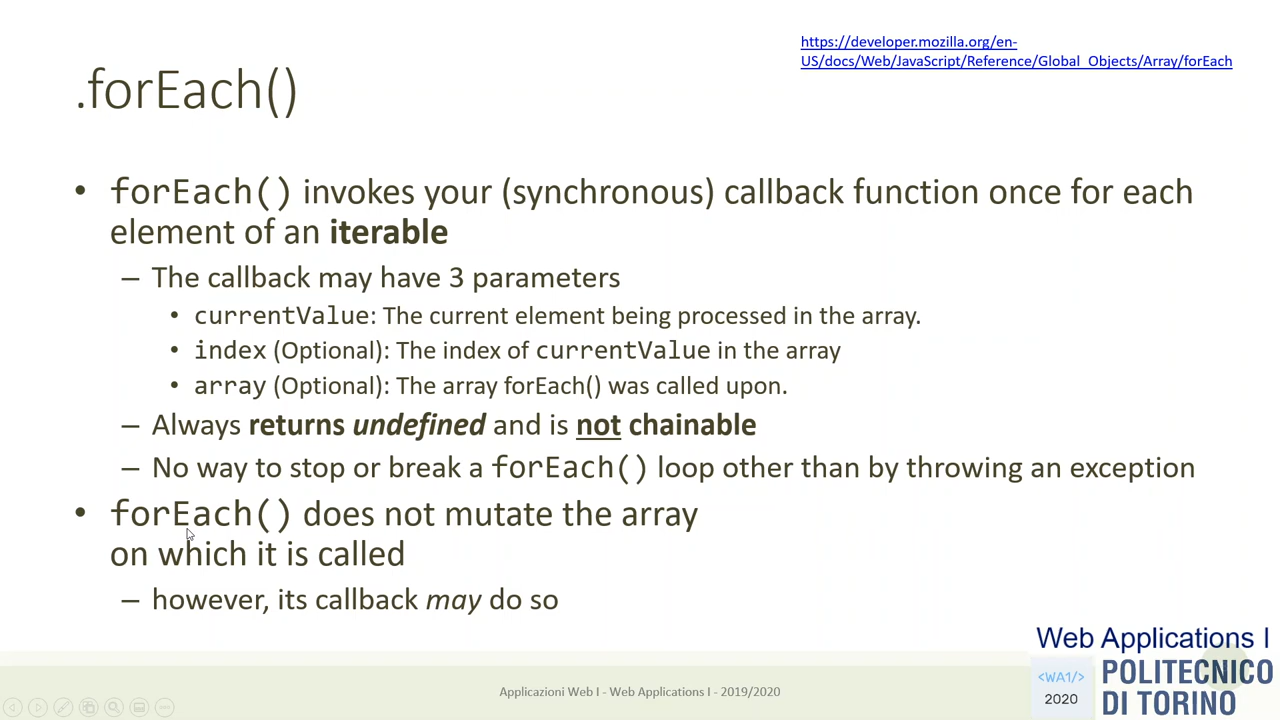 https://developer.mozilla.org/en-
US/docs/Web/JavaScript/Reference/Global_Objects/Array/forEach
.forEach()
• forEach() invokes your (synchronous) callback function once for each
element of an iterable
– The callback may have 3 parameters
• currentValue: The current element being processed in the array.
• index (Optional): The index of currentValue in the array
• array (Optional): The array forEach() was called upon.
– Always returns undefined and is not chainable
– No way to stop or break a forEach() loop other than by throwing an exception
• forEach() does not mutate the array
on which it is called
– however, its callback may do so
Applicazioni Web I - Web Applications I - 2019/2020
Web Applications I
<WA1/>
2020
POLITECNICO
DI TORINO